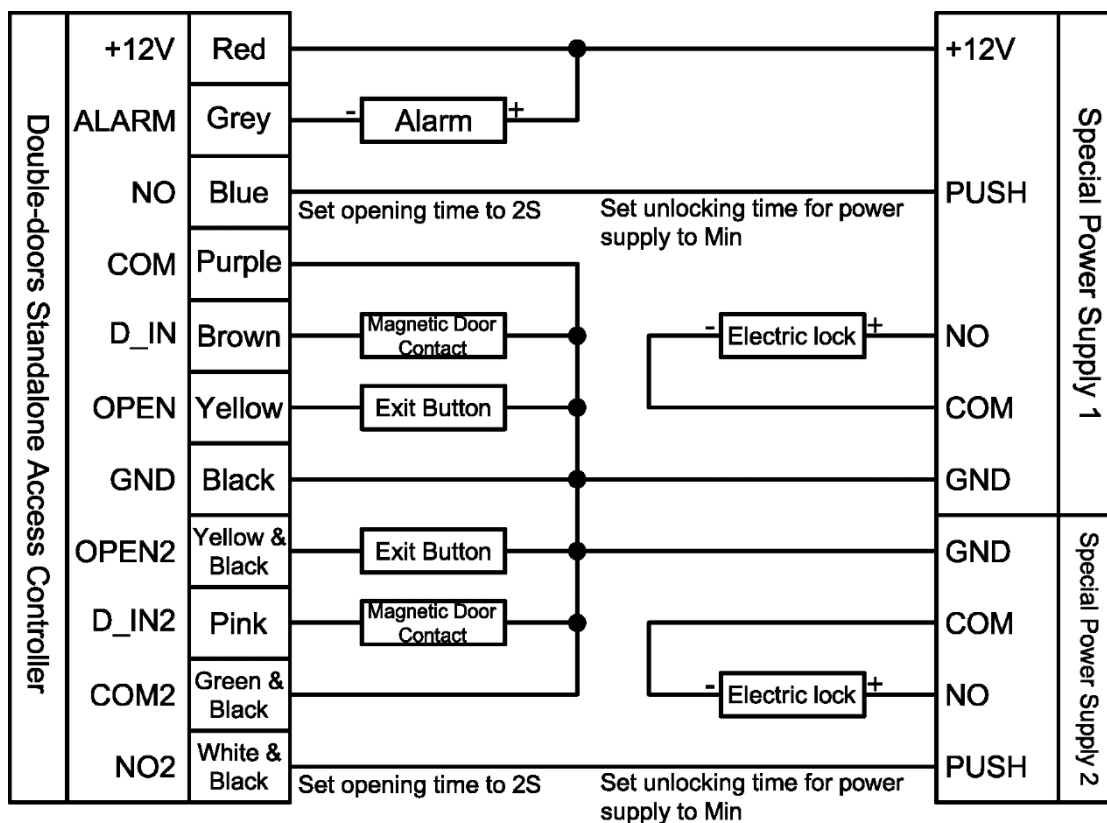 Double-doors Standalone Access Controller
+12V Red +12V
ALARM Grey - Alarm +
NO Blue PUSH
Set opening time to 2S Set unlocking time for power
supply to Min
COM Purple
D_IN Brown Magnetic Door
Contact - Electric lock + NO
OPEN Yellow Exit Button COM
GND Black GND
Special Power Supply 1
OPEN2 Yellow &
Black Exit Button GND
D_IN2 Pink Magnetic Door
Contact COM
COM2 Green &
Black - Electric lock + NO
NO2 White &
Black PUSH
Set opening time to 2S Set unlocking time for power
supply to Min
Special Power Supply 2